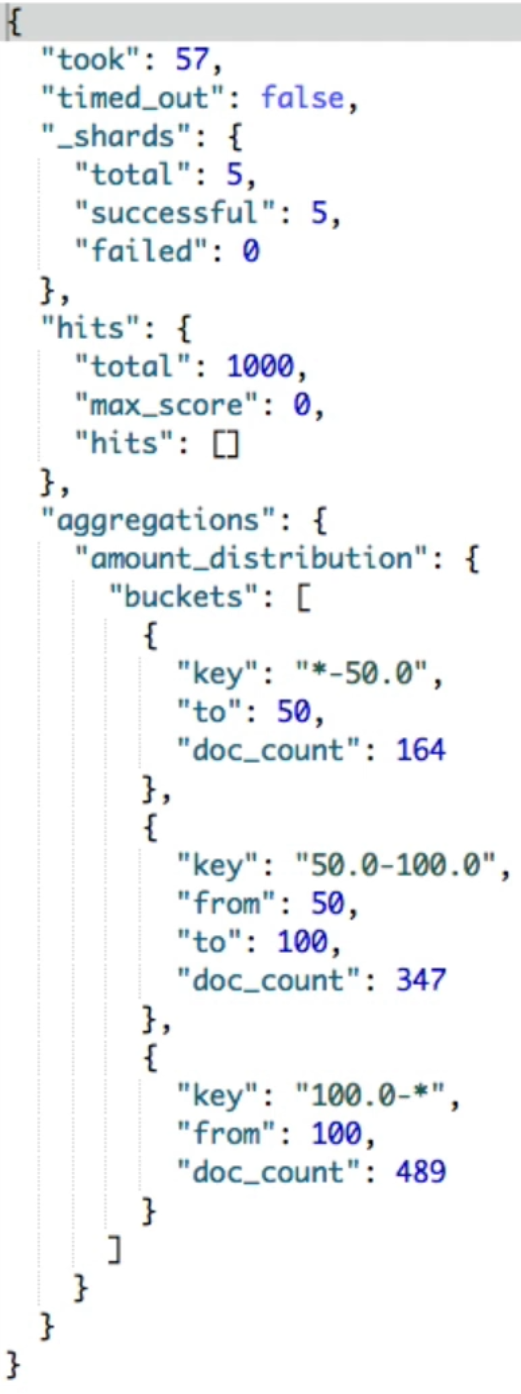 {
  "took": 57,
  "timed_out": false,
  "_shards": {
    "total": 5,
    "successful": 5,
    "failed": 0
  },
  "hits": {
    "total": 1000,
    "max_score": 0,
    "hits": []
  },
  "aggregations": {
    "amount_distribution": {
      "buckets": [
        {
          "key": "*-50.0",
          "to": 50,
          "doc_count": 164
        },
        {
          "key": "50.0-100.0",
          "from": 50,
          "to": 100,
          "doc_count": 347
        },
        {
          "key": "100.0-*",
          "from": 100,
          "doc_count": 489
        }
      ]
    }
  }
}